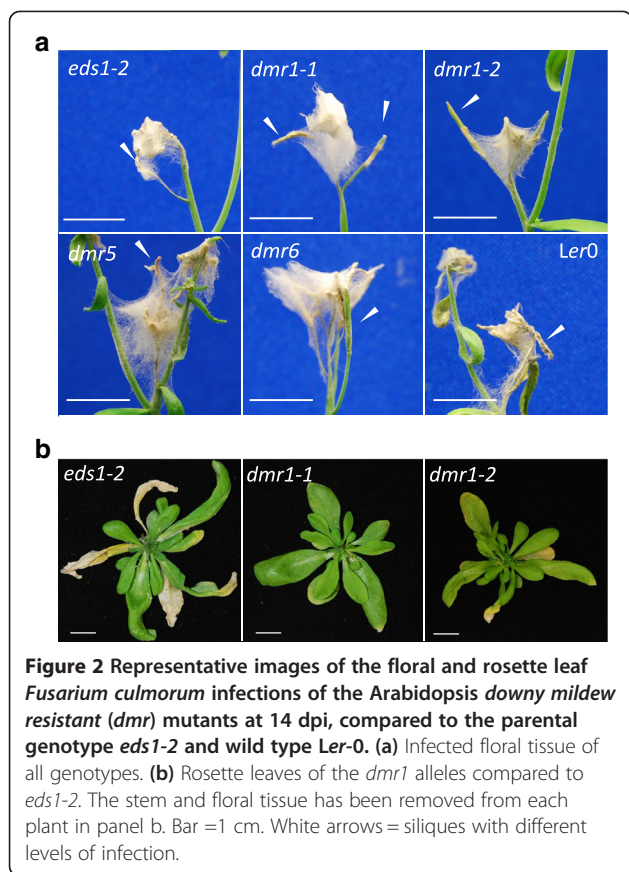 a
eds1-2 dmr1-1 dmr1-2
dmr5 dmr6 Ler0
b
eds1-2 dmr1-1 dmr1-2
Figure 2 Representative images of the floral and rosette leaf
Fusarium culmorum infections of the Arabidopsis downy mildew
resistant (dmr) mutants at 14 dpi, compared to the parental
genotype eds1-2 and wild type Ler-0. (a) Infected floral tissue of
all genotypes. (b) Rosette leaves of the dmr1 alleles compared to
eds1-2. The stem and floral tissue has been removed from each
plant in panel b. Bar =1 cm. White arrows = siliques with different
levels of infection.